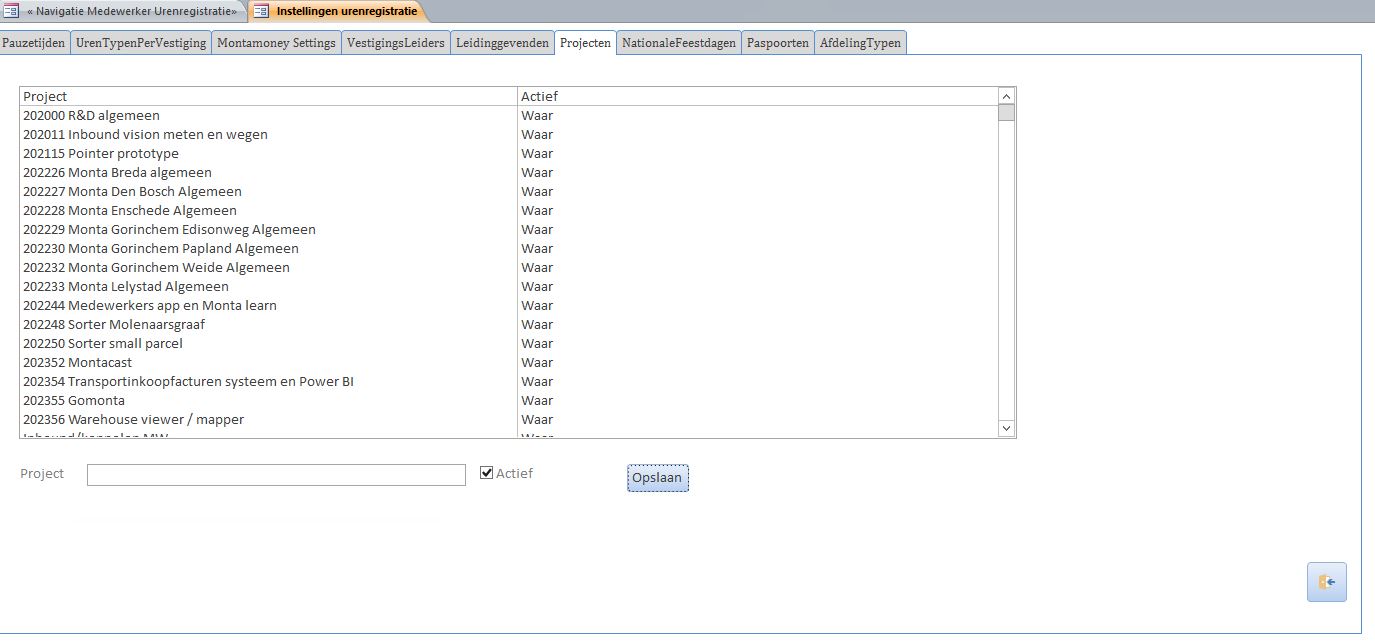 « Navigatie Medewerker Urenregistratie» Instellingen urenregistratie
Pauzetijden UrenTypenPerVestiging Montamoney Settings VestigingsLeiders Leidinggevenden Projecten NationaleFeestdagen Paspoorten AfdelingTypen
Project Actief
202000 R&D algemeen Waar
202011 Inbound vision meten en wegen Waar
202115 Pointer prototype Waar
202226 Monta Breda algemeen Waar
202227 Monta Den Bosch Algemeen Waar
202228 Monta Enschede Algemeen Waar
202229 Monta Gorinchem Edisonweg Algemeen Waar
202230 Monta Gorinchem Papland Algemeen Waar
202232 Monta Gorinchem Weide Algemeen Waar
202233 Monta Lelystad Algemeen Waar
202244 Medewerkers app en Monta learn Waar
202248 Sorter Molenaarsgraaf Waar
202250 Sorter small parcel Waar
202352 Montacast Waar
202354 Transportinkoopfacturen systeem en Power BI Waar
202355 Gomonta Waar
202356 Warehouse viewer / mapper Waar
Project Actief Opslaan